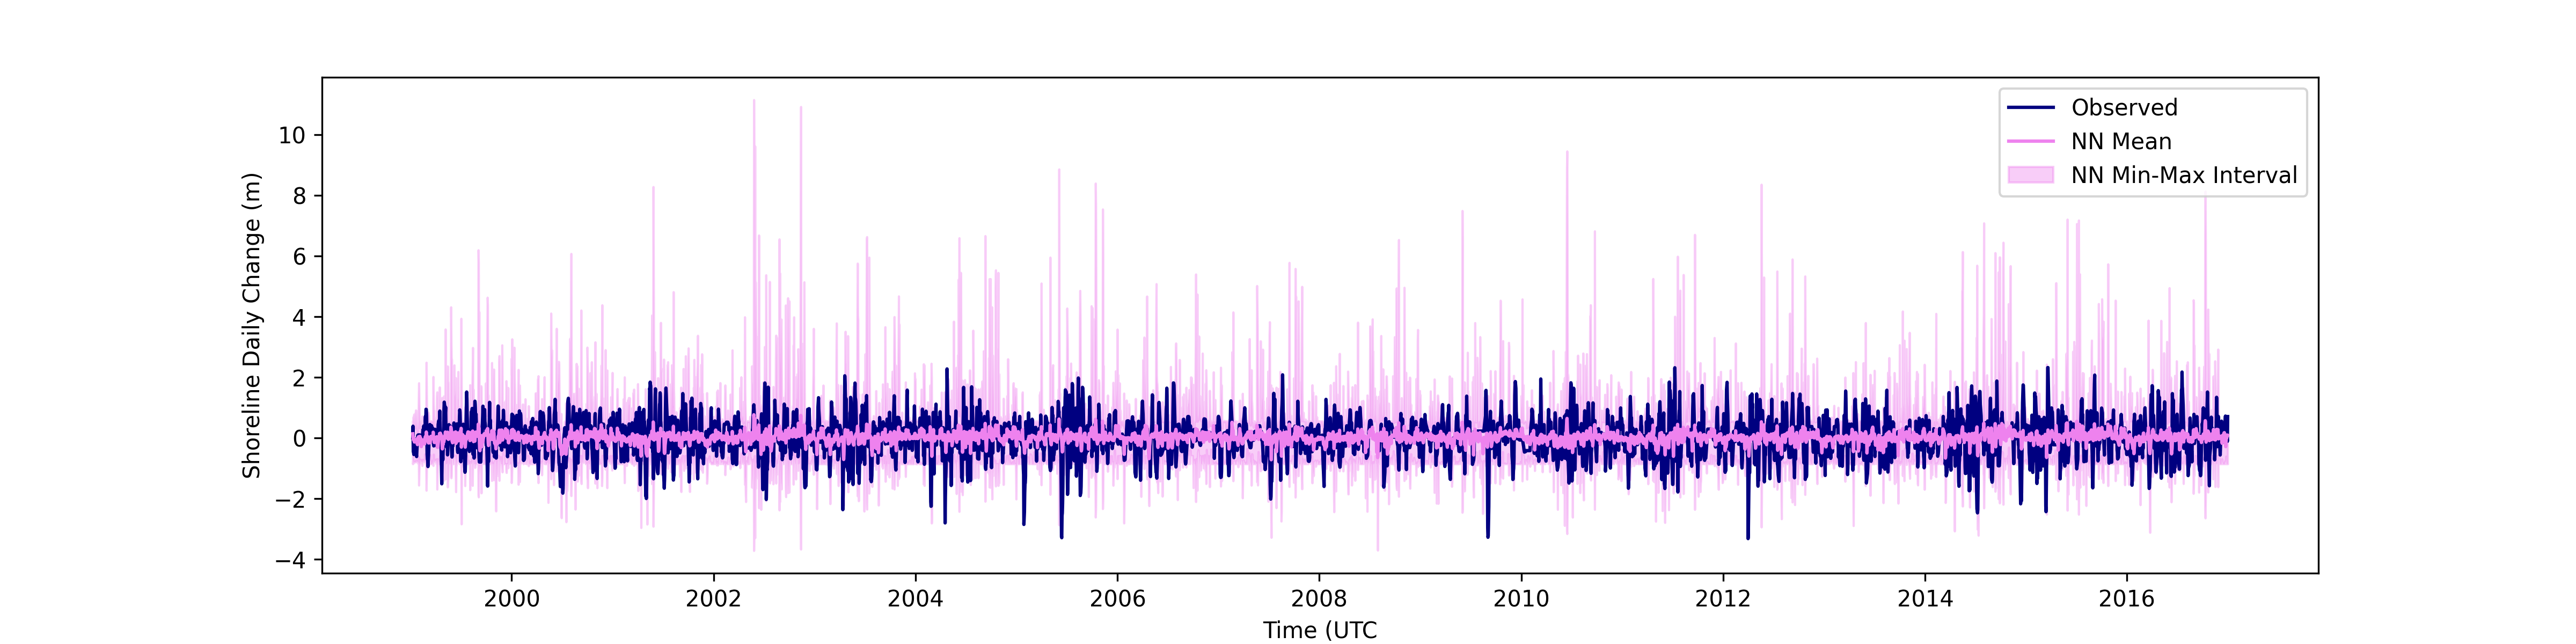 Observed
NN Mean
NN Min-Max Interval
Shoreline Daily Change (m)
10
8
6
4
2
0
−2
−4
2000 2002 2004 2006 2008 2010 2012 2014 2016
Time (UTC